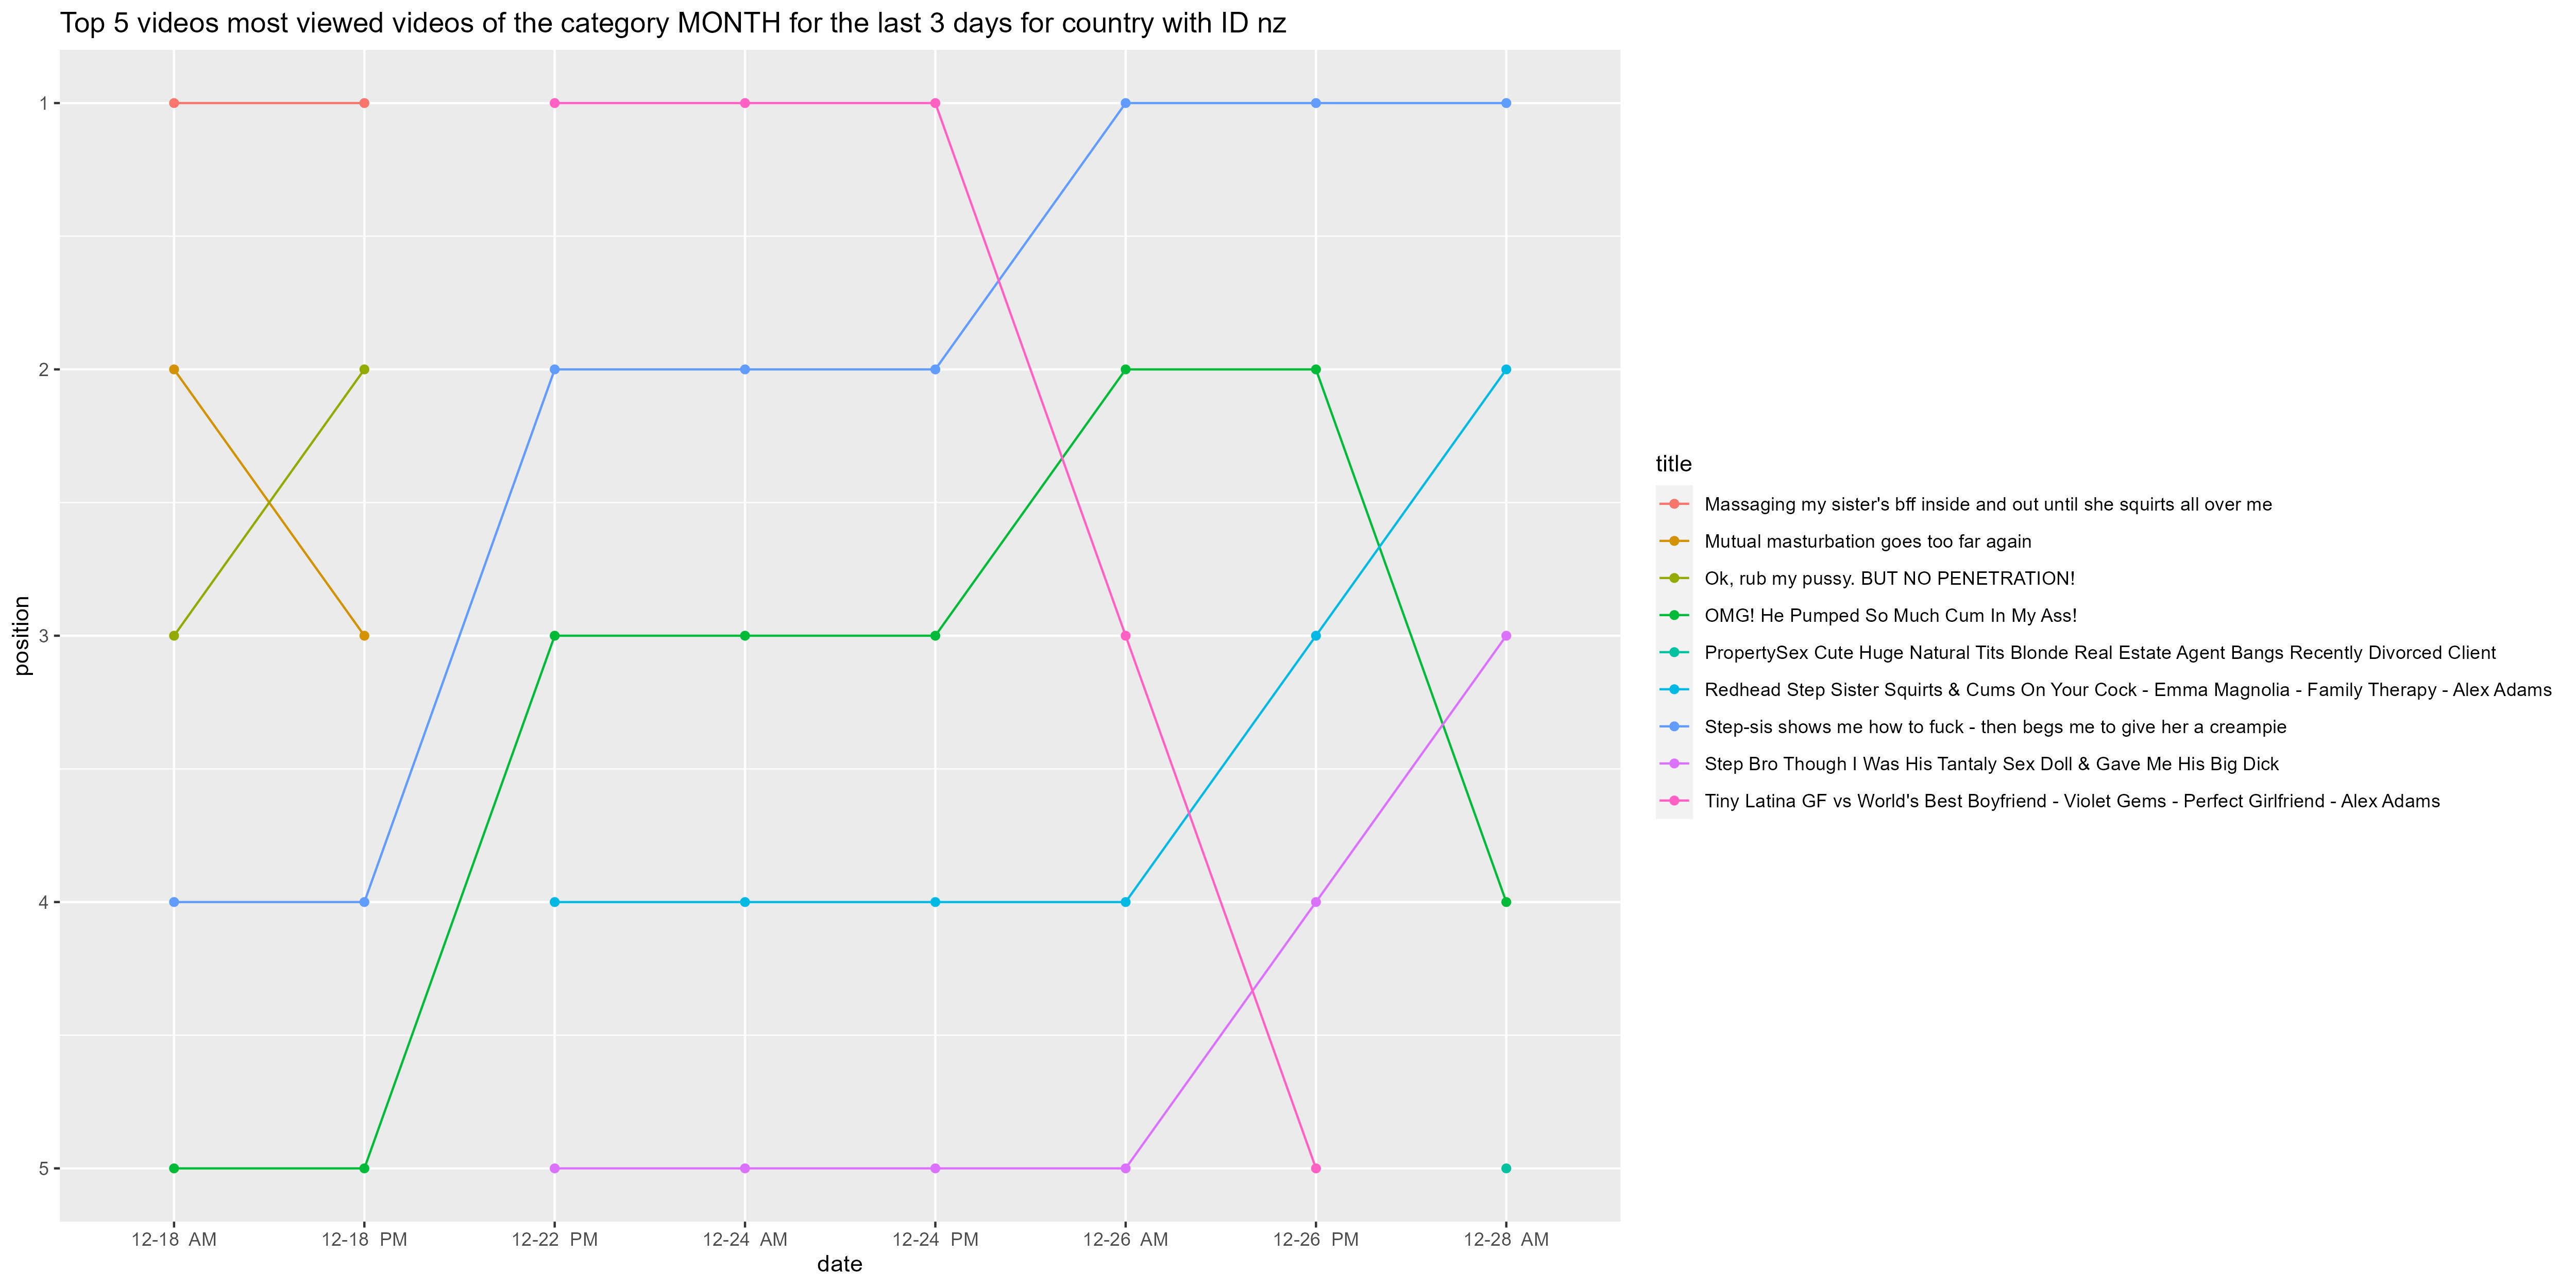 Top 5 videos most viewed videos of the category MONTH for the last 3 days for country with ID nz
1
2
3
4
5
position
12-18 AM
12-18 PM
12-22 PM
12-24 AM
12-24 PM
12-26 AM
12-26 PM
12-28 AM
date
title
Massaging my sister's bff inside and out until she squirts all over me
Mutual masturbation goes too far again
Ok, rub my pussy. BUT NO PENETRATION!
OMG! He Pumped So Much Cum In My Ass!
PropertySex Cute Huge Natural Tits Blonde Real Estate Agent Bangs Recently Divorced Client
Redhead Step Sister Squirts & Cums On Your Cock - Emma Magnolia - Family Therapy - Alex Adams
Step-sis shows me how to fuck - then begs me to give her a creampie
Step Bro Though I Was His Tantaly Sex Doll & Gave Me His Big Dick
Tiny Latina GF vs World's Best Boyfriend - Violet Gems - Perfect Girlfriend - Alex Adams